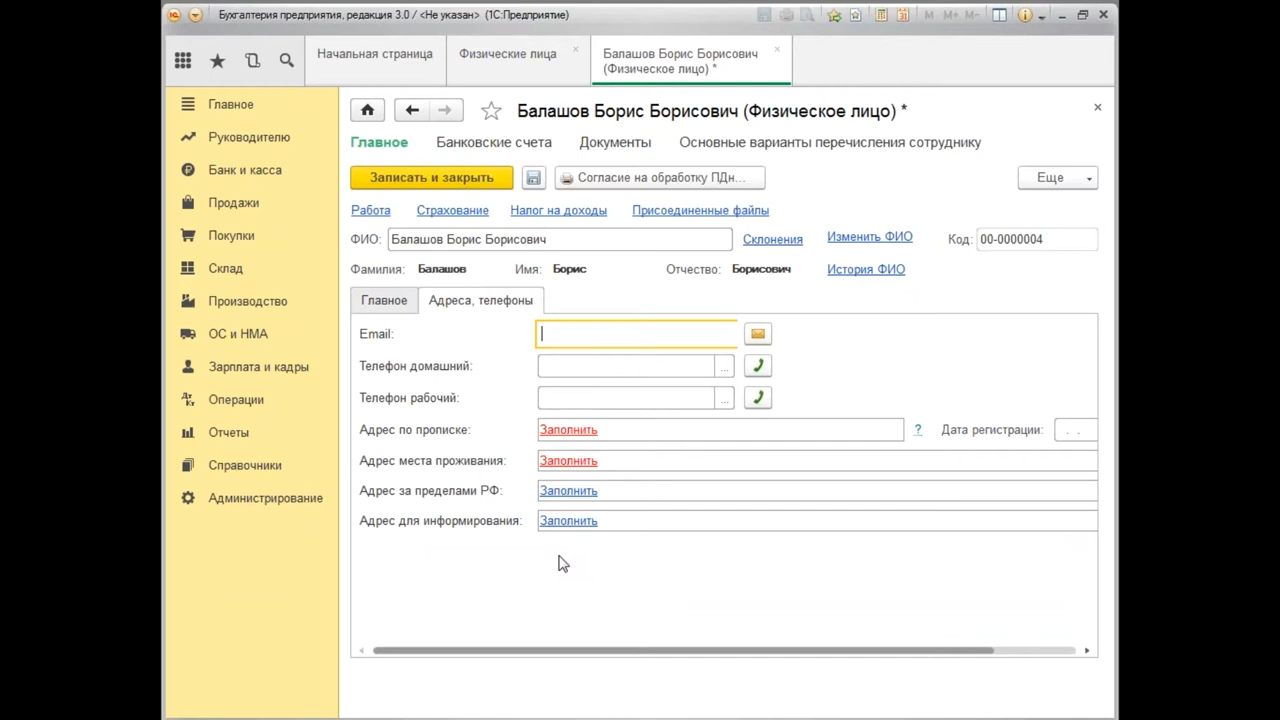 Бухгалтерия предприятия, редакция 3.0 / <Не указан> (1С:Предприятие)
M M+ M-
Начальная страница
Физические лица
Балашов Борис Борисович
(Физическое лицо) *
Главное
Руководителю
Банк и касса
Продажи
Покупки
Склад
Производство
ОС и НМА
Зарплата и кадры
Операции
Отчеты
Справочники
Администрирование
Балашов Борис Борисович (Физическое лицо) *
Главное Банковские счета Документы Основные варианты перечисления сотруднику
Записать и закрыть Согласие на обработку ПДн... Еще
Работа Страхование Налог на доходы Присоединенные файлы
ФИО: Балашов Борис Борисович Склонения Изменить ФИО Код: 00-0000004
Фамилия: Балашов Имя: Борис Отчество: Борисович История ФИО
Главное Адреса, телефоны
Email:
Телефон домашний: ...
Телефон рабочий: ...
Адрес по прописке: Заполнить ? Дата регистрации: . .
Адрес места проживания: Заполнить
Адрес за пределами РФ: Заполнить
Адрес для информирования: Заполнить